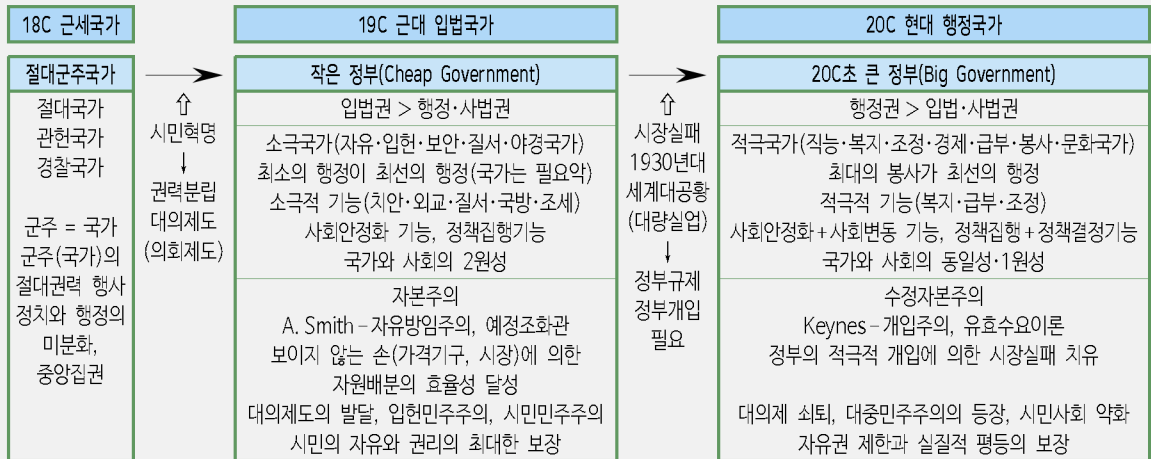 18C 근세국가
절대군주국가
절대국가
관헌국가
경찰국가
군주 = 국가
군주(국가)의
절대권력 행사
정치와 행정의
미분화,
중앙집권
⇧
시민혁명
↓
권력분립
대의제도
(의회제도)
19C 근대 입법국가
작은 정부(Cheap Government)
입법권 > 행정·사법권
소극국가(자유·입헌·보안·질서·야경국가)
최소의 행정이 최선의 행정(국가는 필요악)
소극적 기능(치안·외교·질서·국방·조세)
사회안정화 기능, 정책집행기능
국가와 사회의 2원성
자본주의
A. Smith – 자유방임주의, 예정조화관
보이지 않는 손(가격기구, 시장)에 의한
자원배분의 효율성 달성
대의제도의 발달, 입헌민주주의, 시민민주주의
시민의 자유와 권리의 최대한 보장
⇧
시장실패
1930년대
세계대공황
(대량실업)
↓
정부규제
정부개입
필요
20C 현대 행정국가
20C초 큰 정부(Big Government)
행정권 > 입법·사법권
적극국가(직능·복지·조정·경제·급부·봉사·문화국가)
최대의 봉사가 최선의 행정
적극적 기능(복지·급부·조정)
사회안정화+사회변동 기능, 정책집행+정책결정기능
국가와 사회의 동일성·1원성
수정자본주의
Keynes – 개입주의, 유효수요이론
정부의 적극적 개입에 의한 시장실패 치유
대의제 쇠퇴, 대중민주주의의 등장, 시민사회 약화
자유권 제한과 실질적 평등의 보장